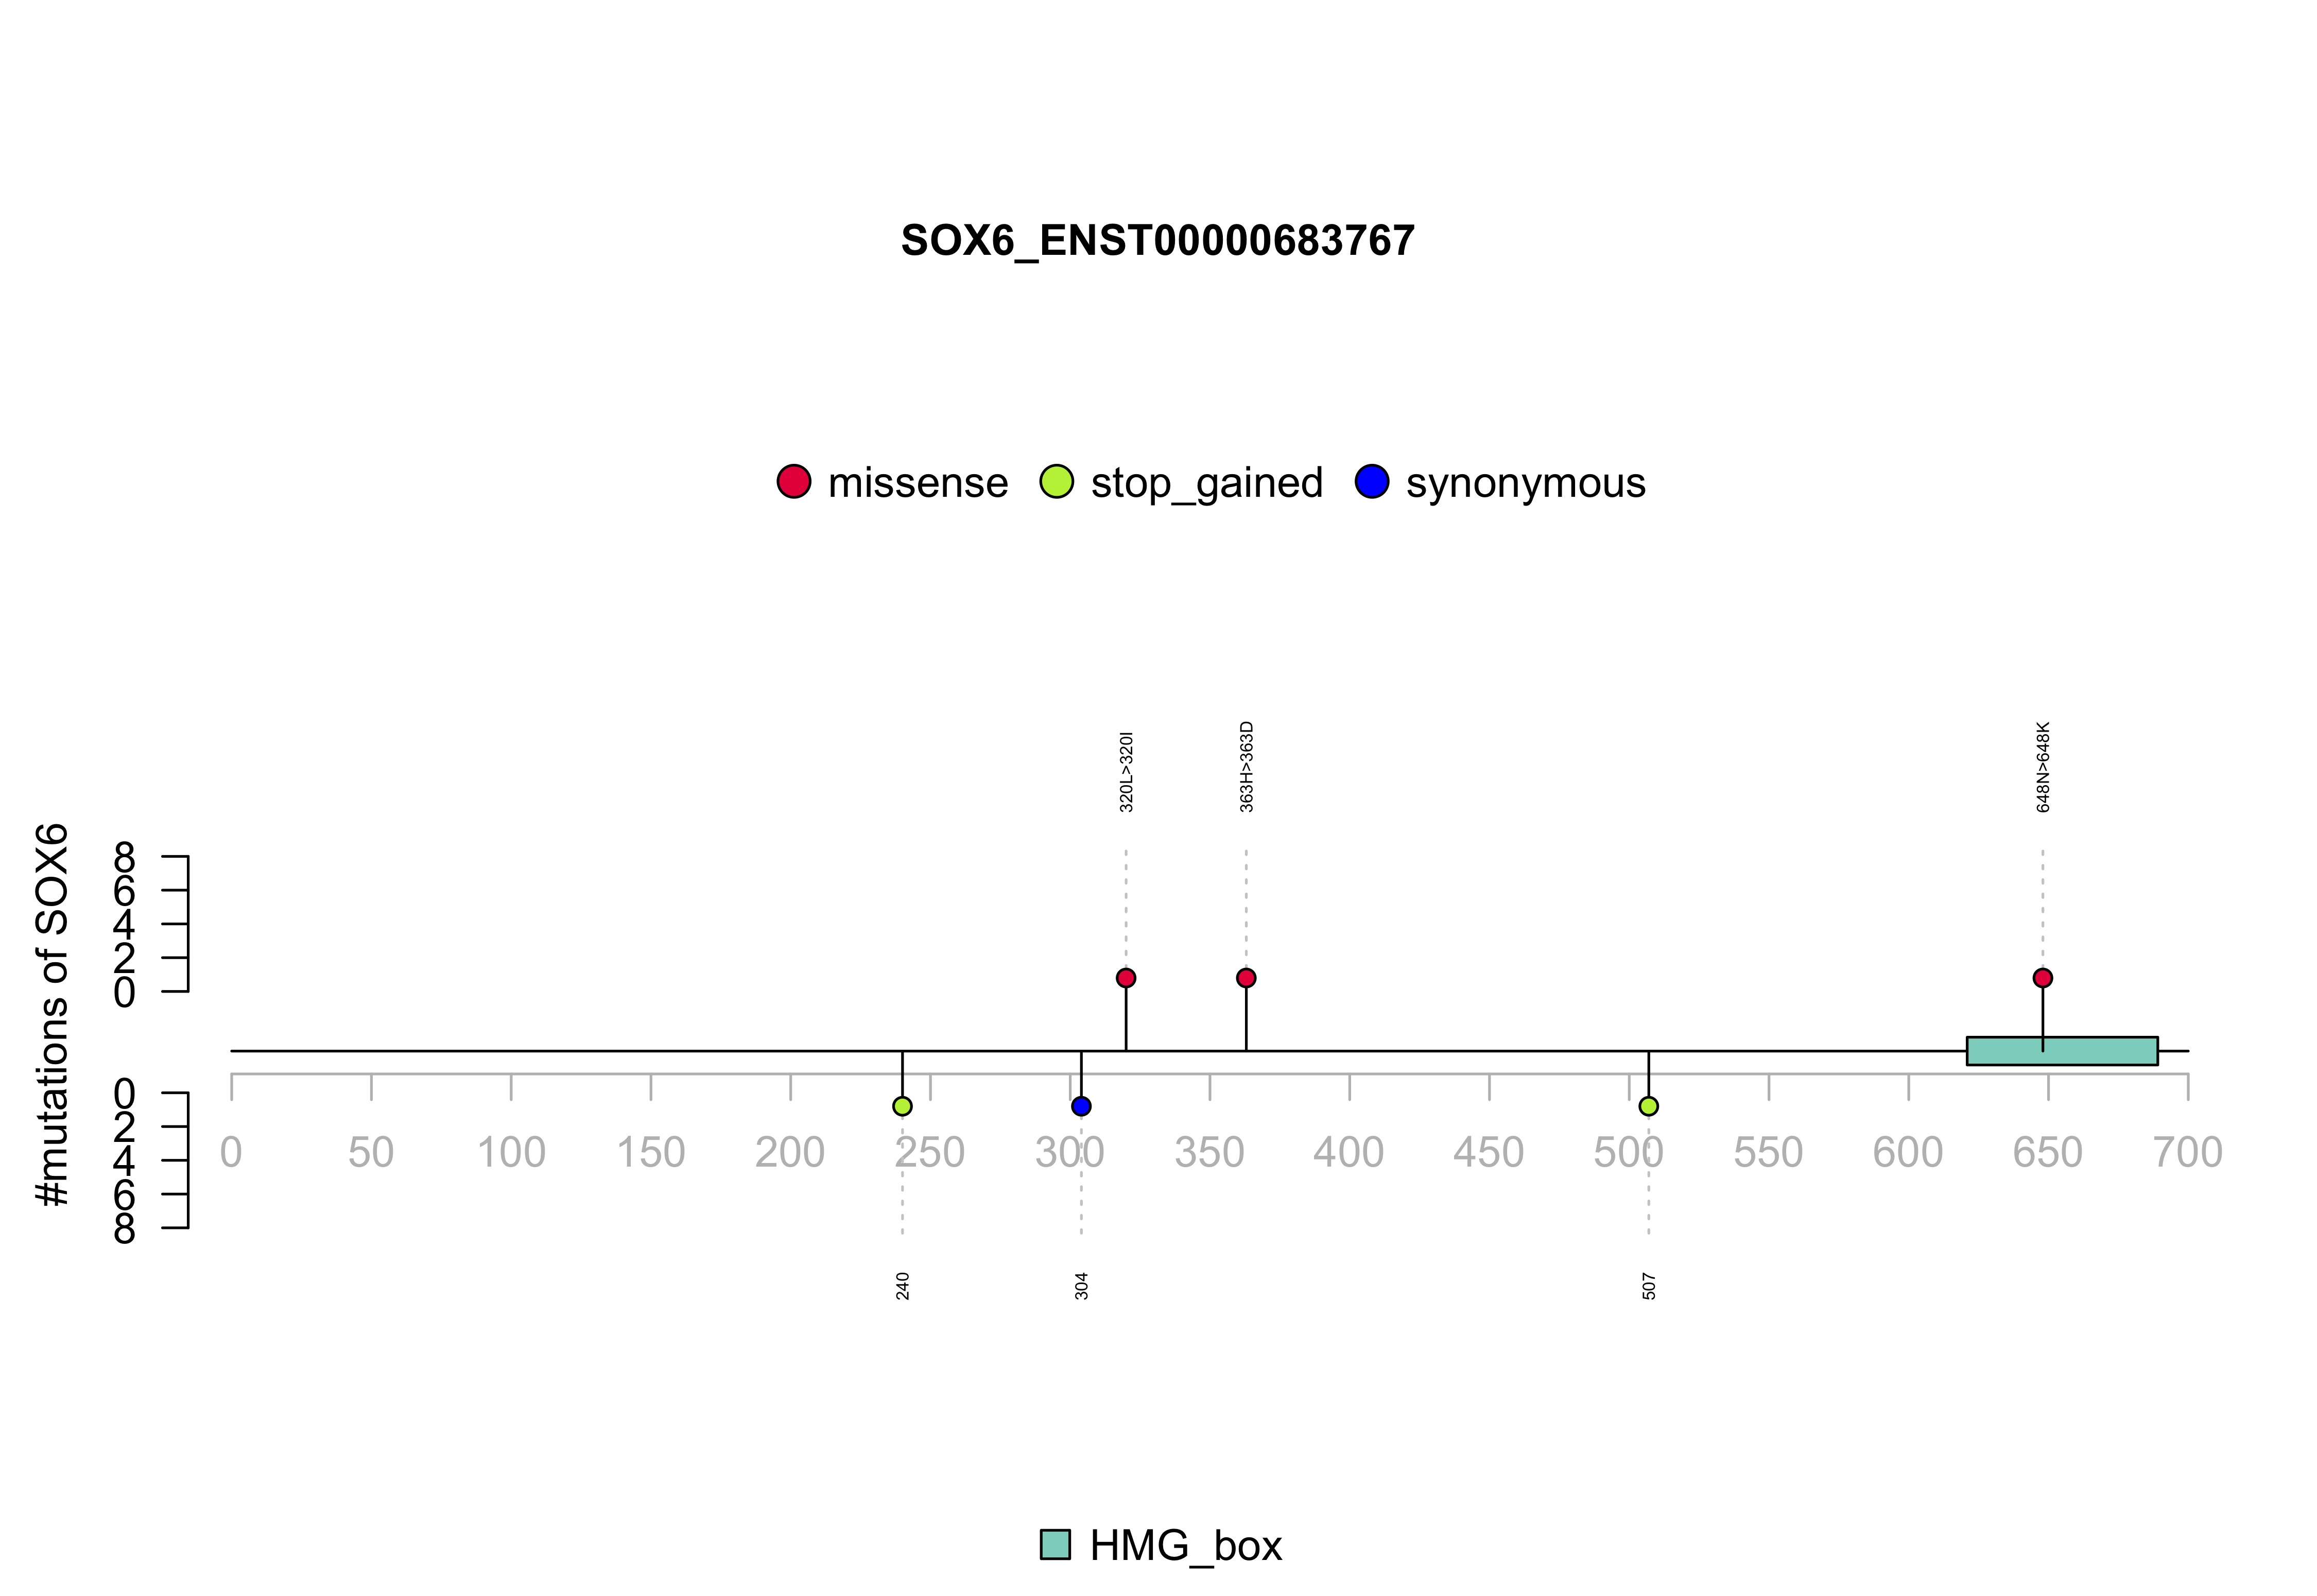 SOX6_ENST00000683767
missense stop_gained synonymous
320L>320I 363H>363D 648N>648K
#mutations of SOX6
8
6
4
2
0
0
2
4
6
8
0 50 100 150 200 250 300 350 400 450 500 550 600 650 700
240 304 507
HMG_box